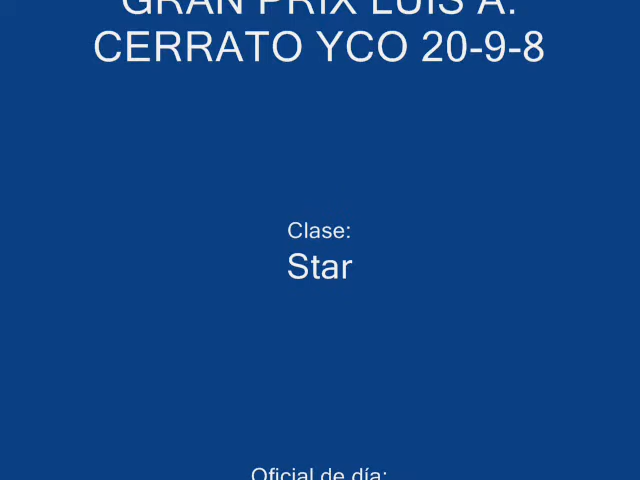 GRAN PRIX LUIS A.
CERRATO YCO 20-9-8
Clase:
Star
Oficial de día: